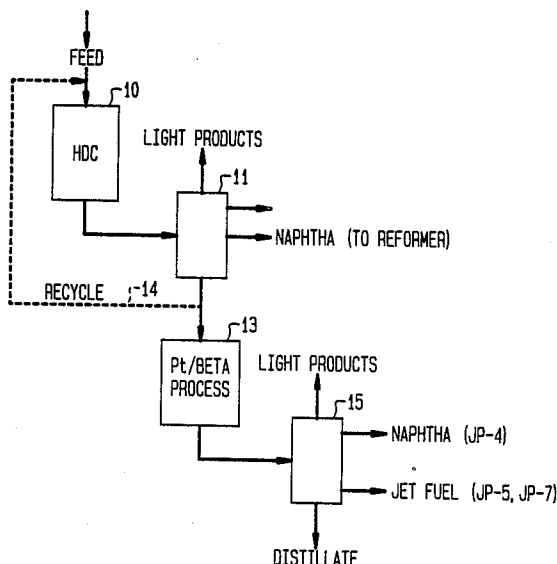 FEED
10
HDC
LIGHT PRODUCTS
11
NAPHTHA (TO REFORMER)
RECYCLE 14
13
Pt/BETA
PROCESS
LIGHT PRODUCTS
15
NAPHTHA (JP-4)
JET FUEL (JP-5, JP-7)
DISTILLATE